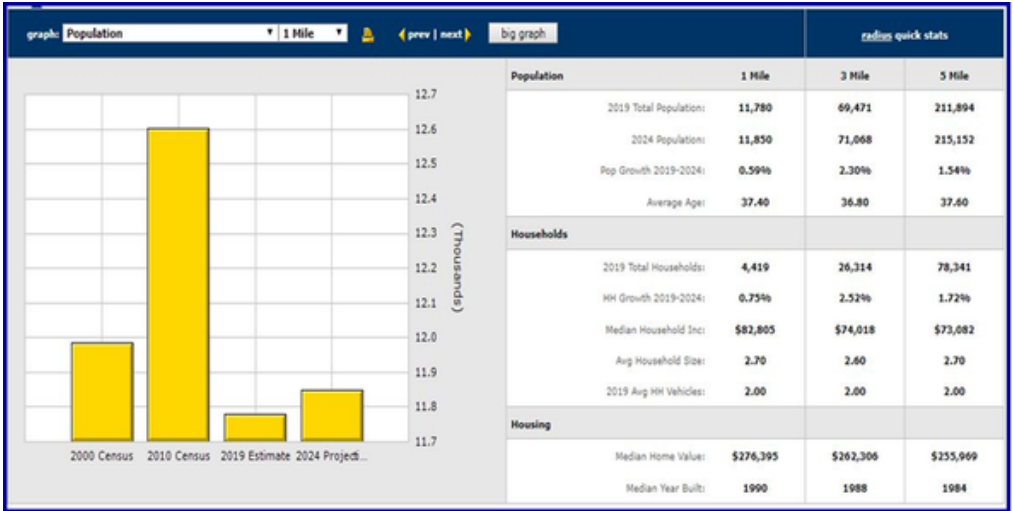 graph: Population 1 Mile prev | next big graph radius quick stats
Population 1 Mile 3 Mile 5 Mile
12.7
12.6
12.5
12.4
12.3
12.2
12.1
12.0
11.9
11.8
11.7
(Thousands)
2000 Census 2010 Census 2019 Estimate 2024 Projecti...
2019 Total Population: 11,780 69,471 211,894
2024 Population: 11,850 71,068 215,152
Pop Growth 2019-2024: 0.59% 2.30% 1.54%
Average Age: 37.40 36.80 37.60
Households
2019 Total Households: 4,419 26,314 78,341
HH Growth 2019-2024: 0.75% 2.52% 1.72%
Median Household Inc: $82,805 $74,018 $73,082
Avg Household Size: 2.70 2.60 2.70
2019 Avg HH Vehicles: 2.00 2.00 2.00
Housing
Median Home Value: $276,395 $262,306 $255,969
Median Year Built: 1990 1988 1984